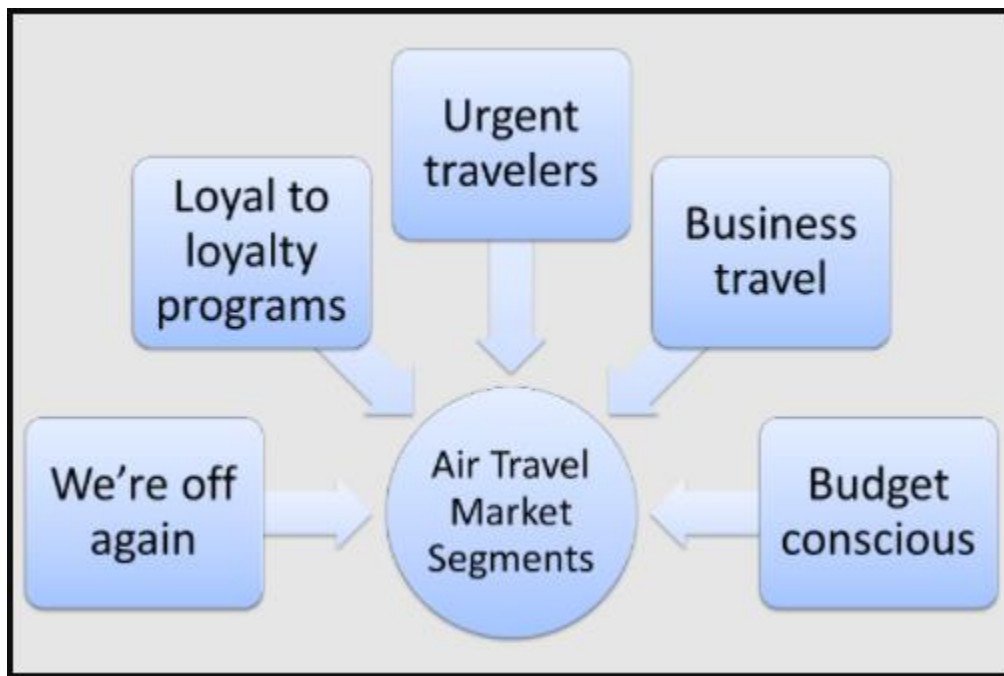 Urgent
travelers
Loyal to
loyalty
programs
Business
travel
We're off
again
Air Travel
Market
Segments
Budget
conscious